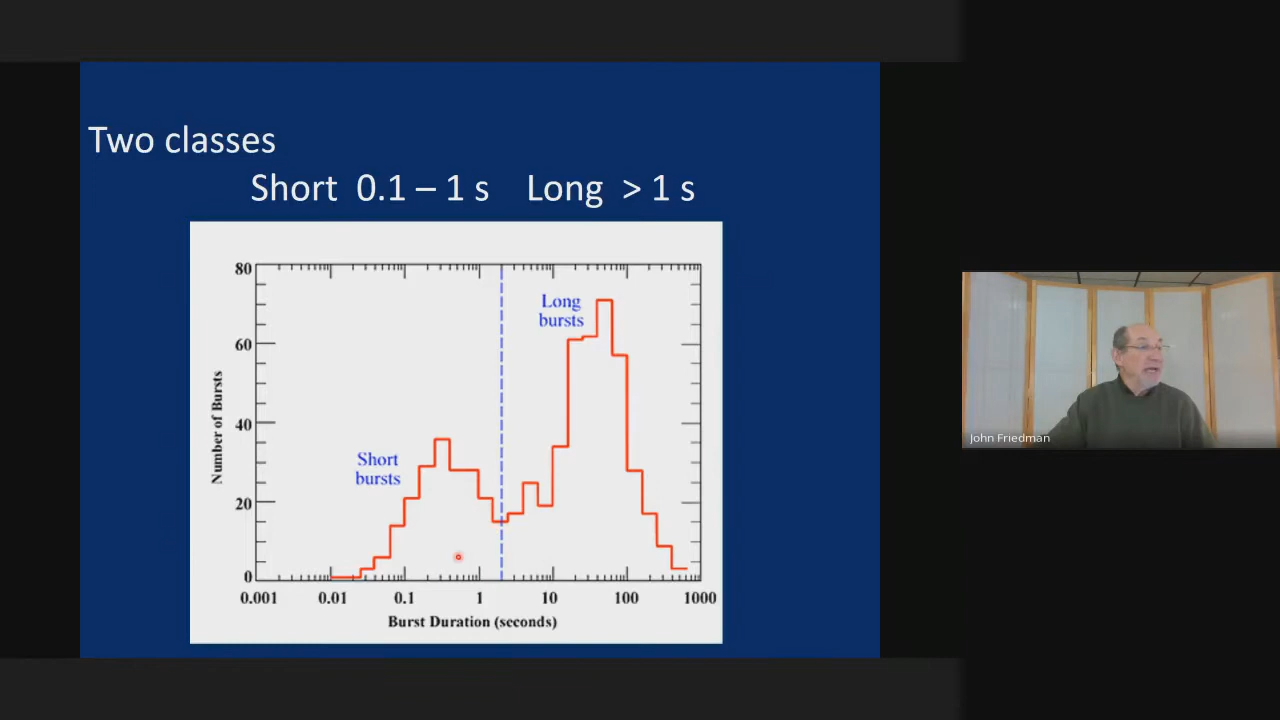 Two classes
Short 0.1 – 1 s Long > 1 s
80
60
40
20
0
Number of Bursts
Short
bursts
Long
bursts
0.001 0.01 0.1 1 10 100 1000
Burst Duration (seconds)
John Friedman